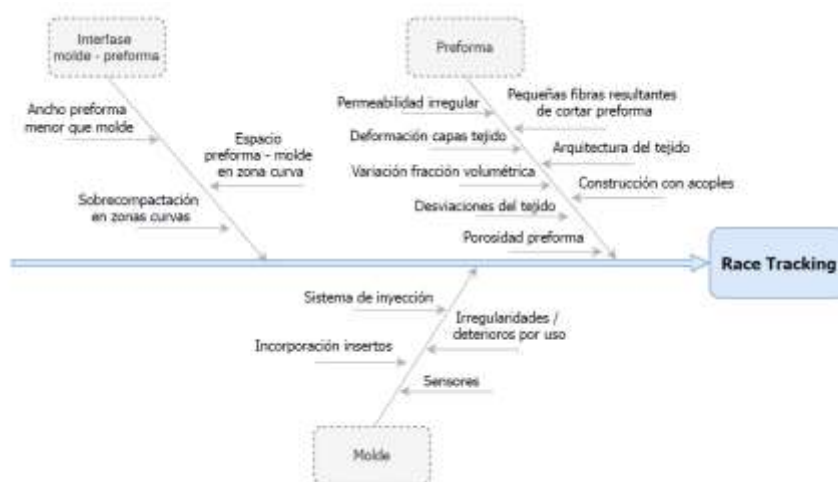 Interfase
molde - preforma
Preforma
Ancho preforma
menor que molde
Espacio
preforma - molde
en zona curva
Sobrecompactación
en zonas curvas
Permeabilidad irregular
Pequeñas fibras resultantes
de cortar preforma
Deformación capas tejido
Arquitectura del tejido
Variación fracción volumétrica
Construcción con acoples
Desviaciones del tejido
Porosidad preforma
Race Tracking
Sistema de inyección
Irregularidades /
deterioros por uso
Incorporación insertos
Sensores
Molde